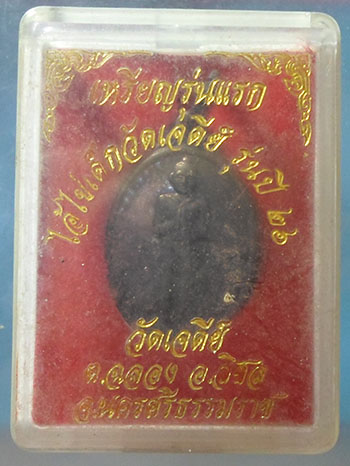 เหรียญรุ่นแรก
ไอ้ไข่เด็กวัดเจดีย์ รุ่นปี ๒๖
วัดเจดีย์
ต.ฉลอง อ.สิชล
จ.นครศรีธรรมราช